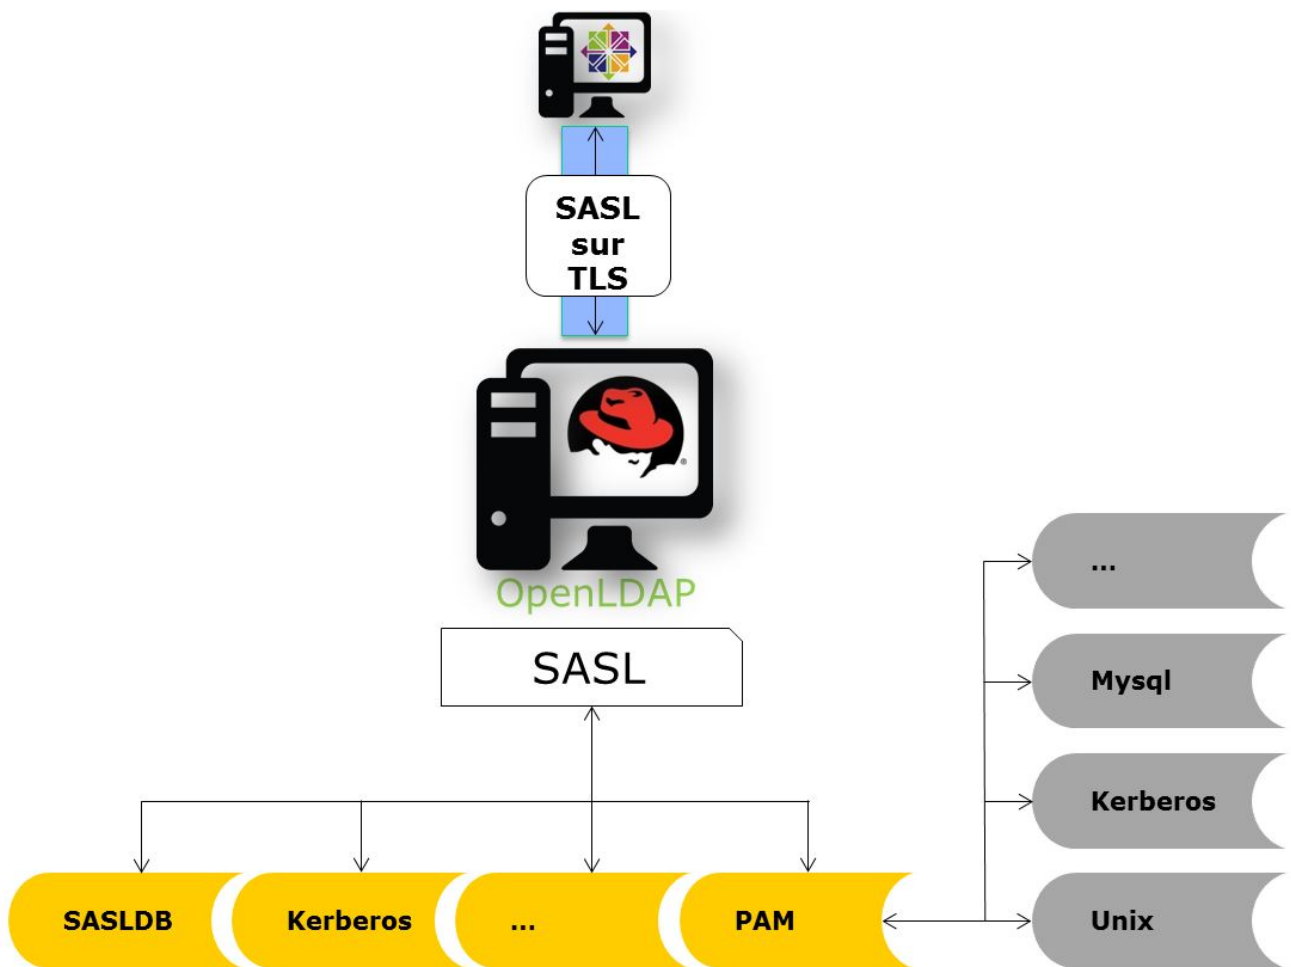 SASL
sur
TLS
OpenLDAP
SASL
...
Mysql
Kerberos
Unix
SASLDB
Kerberos
...
PAM